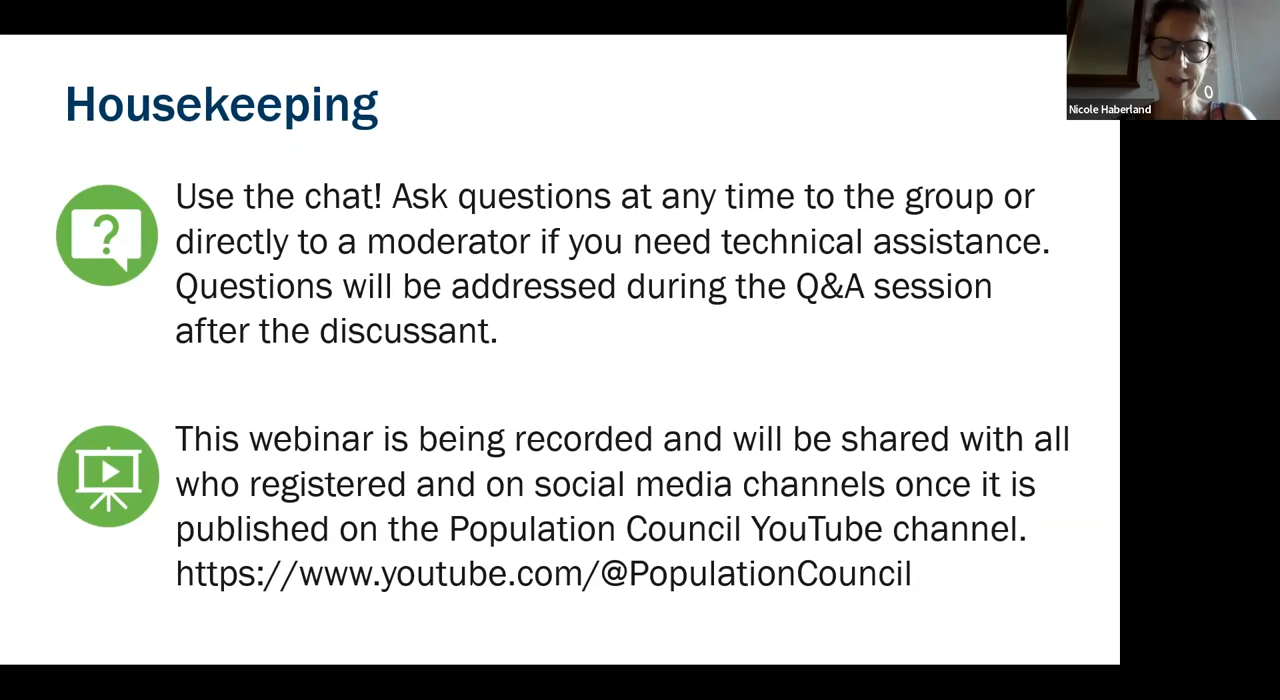 Housekeeping
Use the chat! Ask questions at any time to the group or
directly to a moderator if you need technical assistance.
Questions will be addressed during the Q&A session
after the discussant.
This webinar is being recorded and will be shared with all
who registered and on social media channels once it is
published on the Population Council YouTube channel.
https://www.youtube.com/@PopulationCouncil
Nicole Haberland